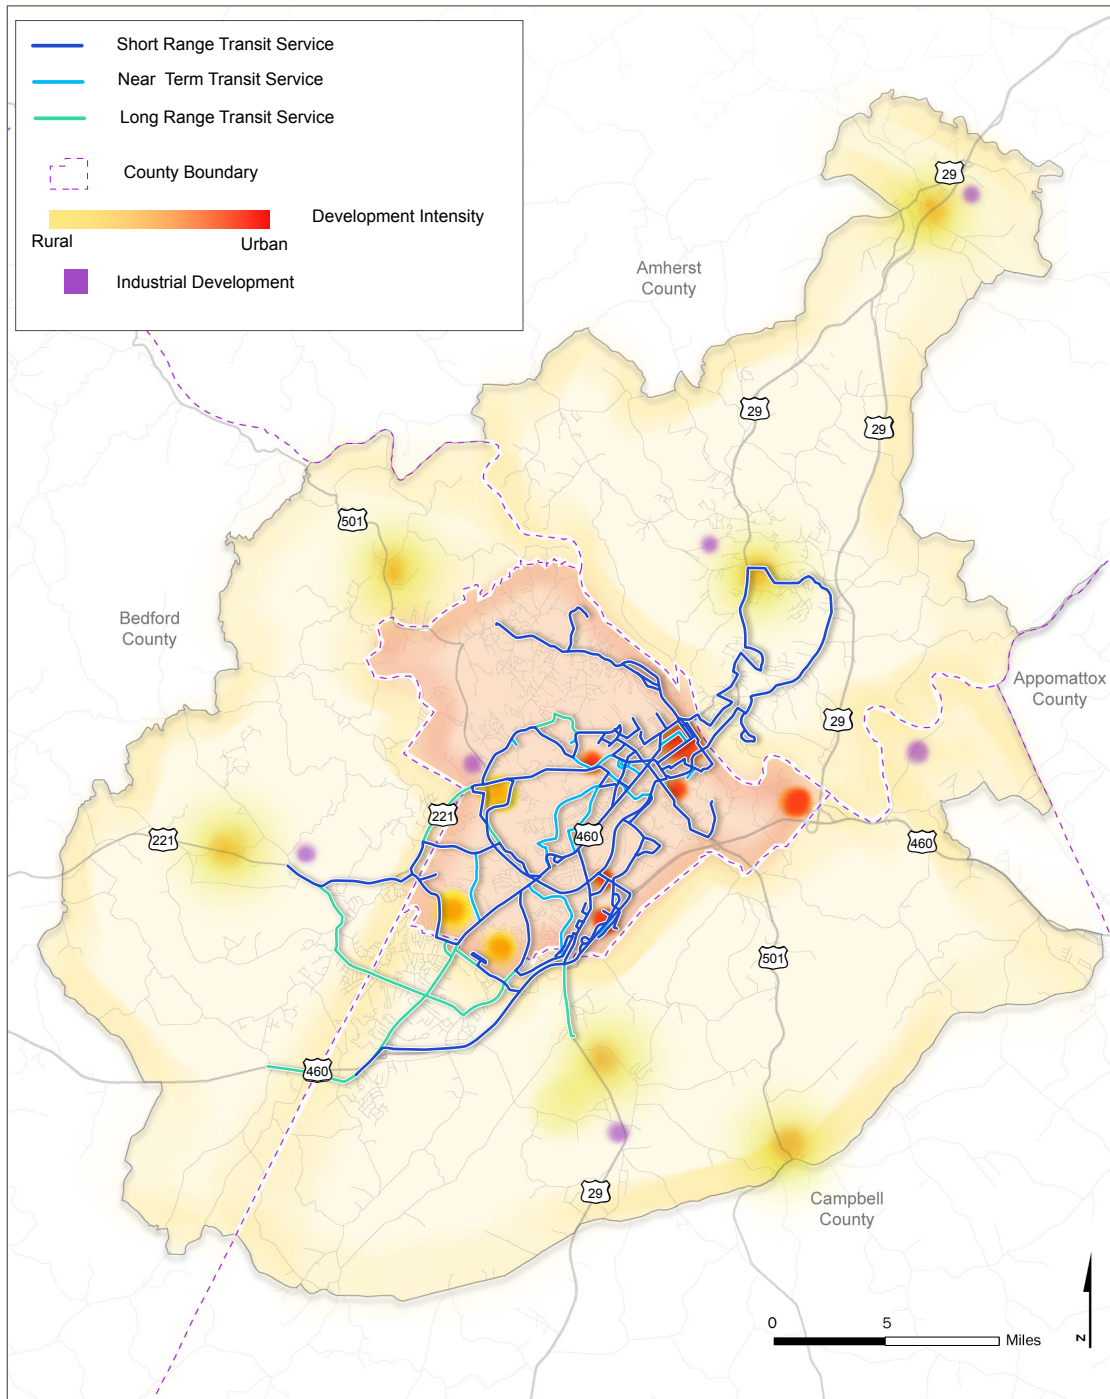 Short Range Transit Service
Near  Term Transit Service
Long Range Transit Service
County Boundary
Development Intensity
Rural
Urban
Industrial Development
29
Amherst
County
29
29
501
Bedford
County
Appomattox
County
29
221
460
221
460
501
460
29
Campbell
County
0
5
Miles
N